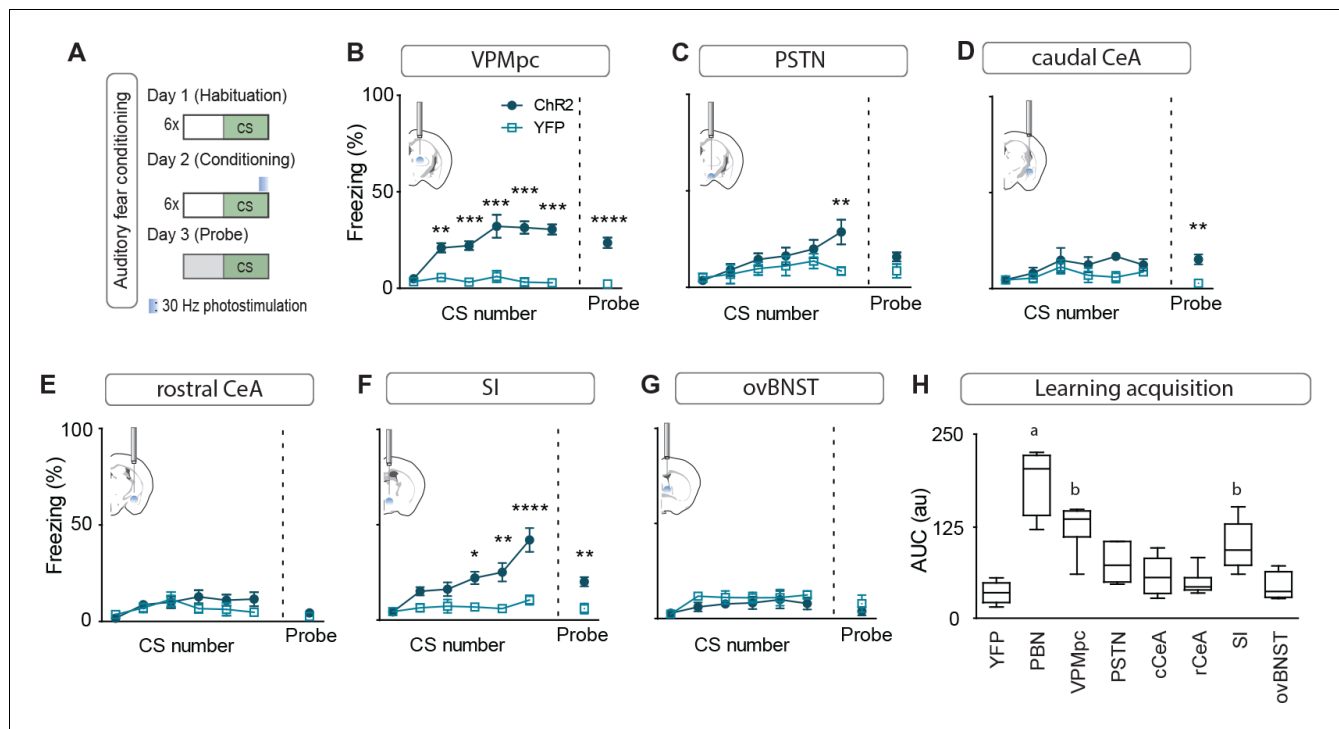 A
Auditory fear conditioning
Day 1 (Habituation)
6x
CS
Day 2 (Conditioning)
6x
CS
Day 3 (Probe)
CS
: 30 Hz photostimulation
B
VPMpc
100
50
0
Freezing (%)
ChR2
YFP
** *** *** *** ***
****
CS number
Probe
C
PSTN
**
CS number
Probe
D
caudal CeA
**
CS number
Probe
E
rostral CeA
100
50
0
Freezing (%)
CS number
Probe
F
SI
* ** ****
**
CS number
Probe
G
ovBNST
CS number
Probe
H
Learning acquisition
250
125
0
AUC (au)
a
b
b
YFP
PBN
VPMpc
PSTN
cCeA
rCeA
SI
ovBNST